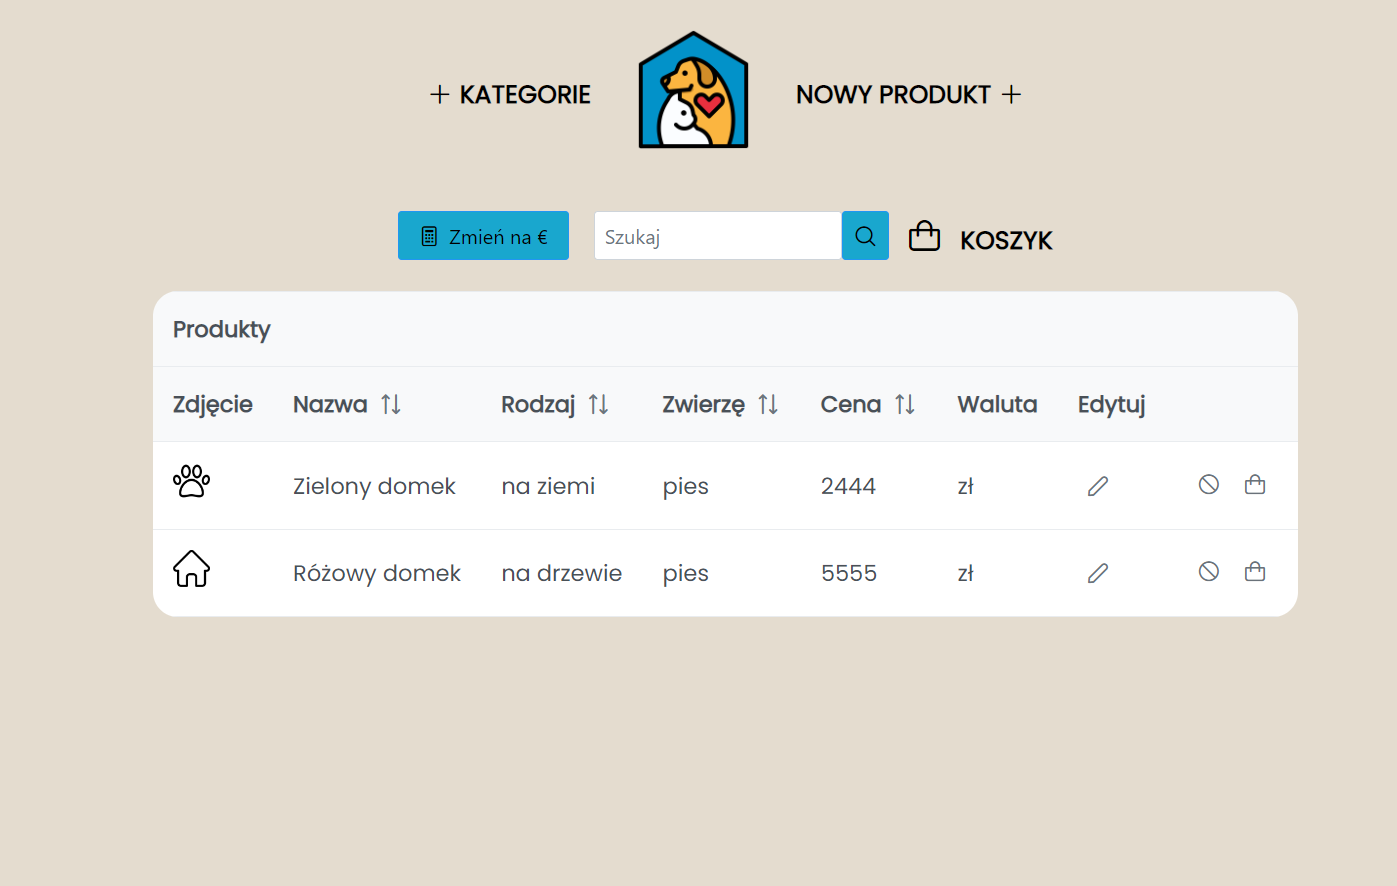 KATEGORIE
NOWY PRODUKT
Zmień na €
Szukaj
KOSZYK
Produkty
Zdjęcie Nazwa Rodzaj Zwierzę Cena Waluta Edytuj
Zielony domek na ziemi pies 2444 zł
Różowy domek na drzewie pies 5555 zł